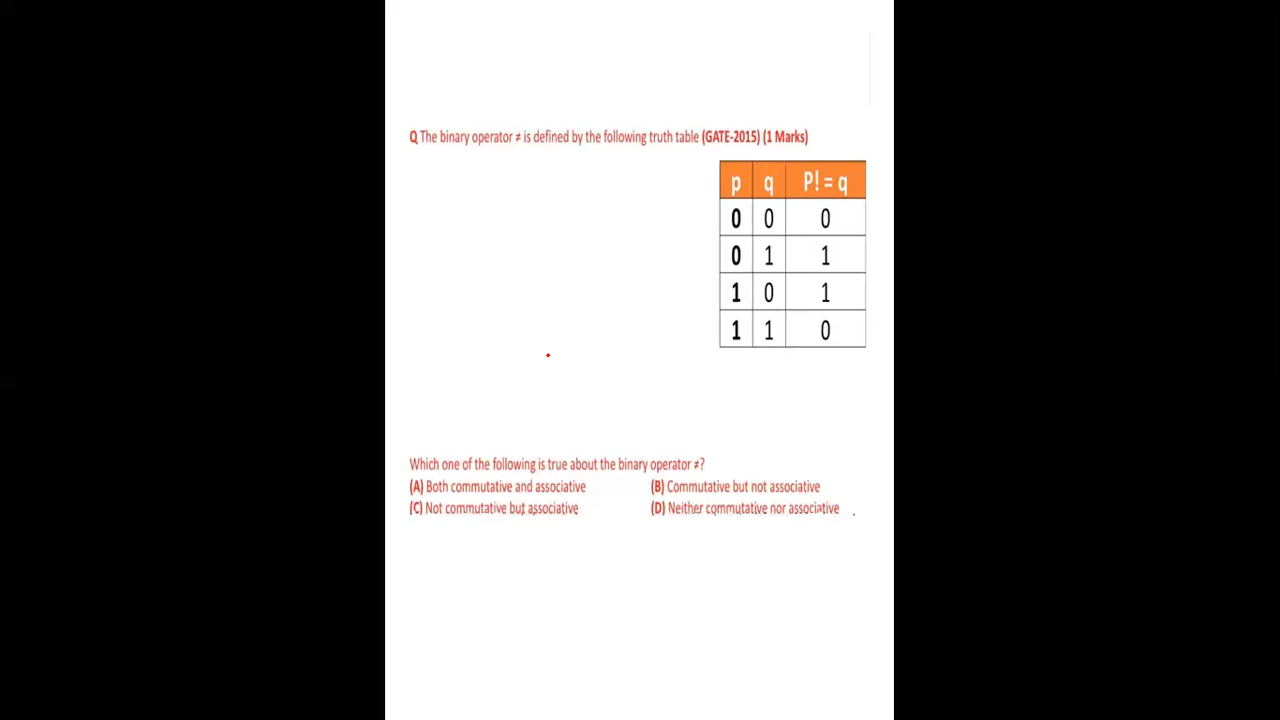 Q The binary operator ≠ is defined by the following truth table (GATE-2015) (1 Marks)
p q P! = q
0 0 0
0 1 1
1 0 1
1 1 0
Which one of the following is true about the binary operator ≠?
(A) Both commutative and associative (B) Commutative but not associative
(C) Not commutative but associative (D) Neither commutative nor associative